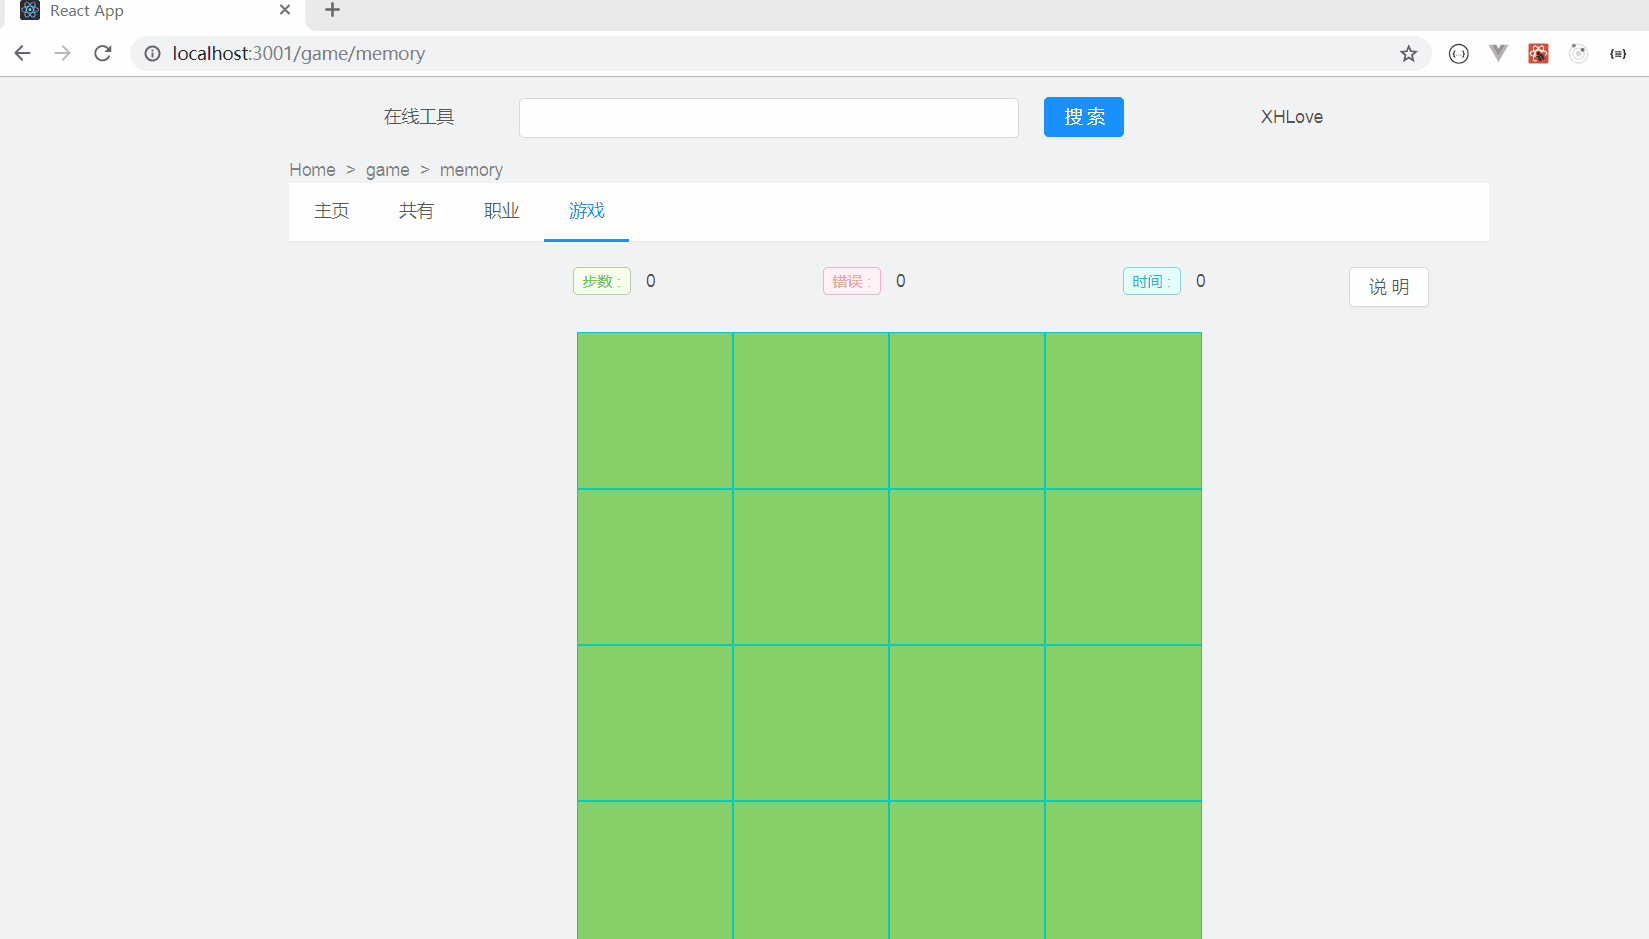 React App
localhost:3001/game/memory
在线工具 搜 索 XHLove
Home > game > memory
主页 共有 职业 游戏
步数 : 0 错误 : 0 时间 : 0 说 明